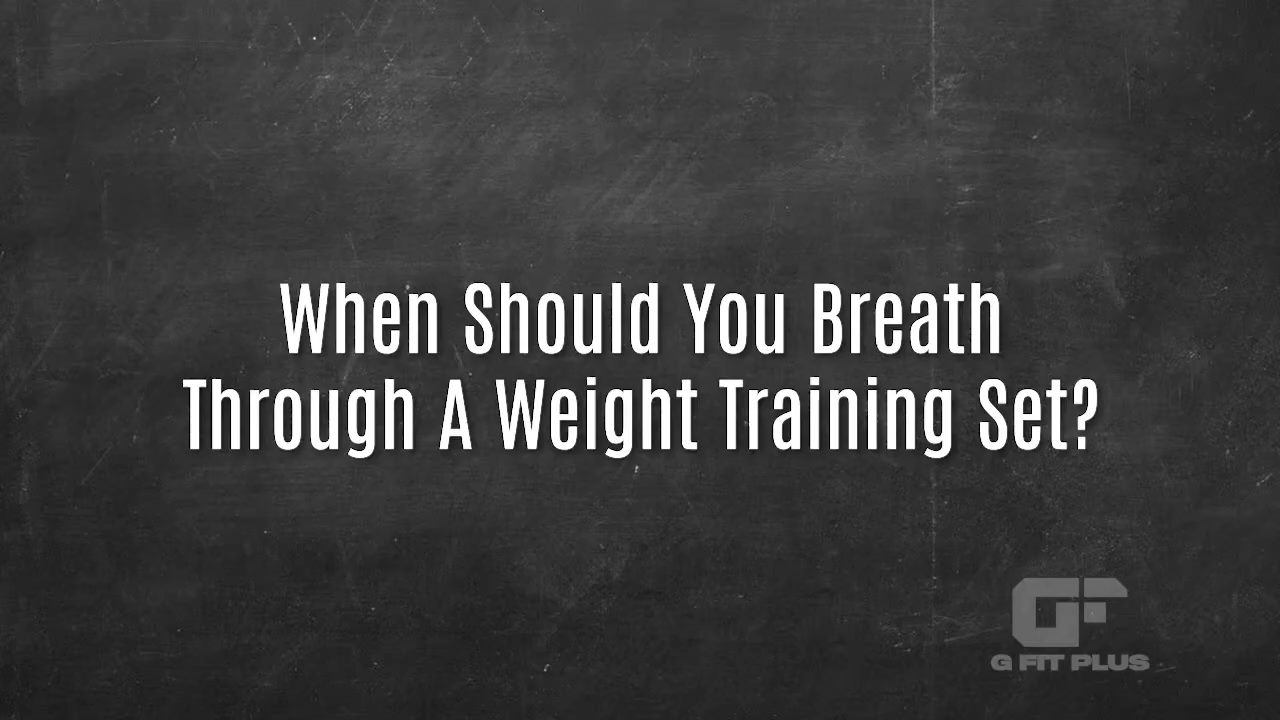 When Should You Breath
Through A Weight Training Set?
GF
G FIT PLUS